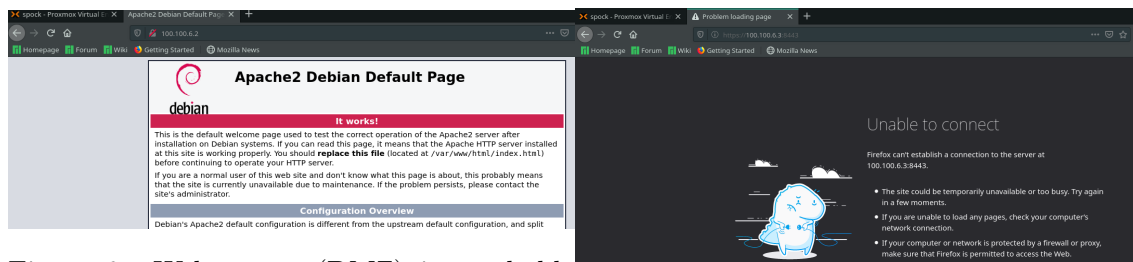 spock - Proxmox Virtual E
Apache2 Debian Default Page
100.100.6.2
Homepage Forum Wiki Getting Started Mozilla News
debian
Apache2 Debian Default Page
It works!
This is the default welcome page used to test the correct operation of the Apache2 server after
installation on Debian systems. If you can read this page, it means that the Apache HTTP server installed
at this site is working properly. You should replace this file (located at /var/www/html/index.html)
before continuing to operate your HTTP server.
If you are a normal user of this web site and don't know what this page is about, this probably means
that the site is currently unavailable due to maintenance. If the problem persists, please contact the
site's administrator.
Configuration Overview
Debian's Apache2 default configuration is different from the upstream default configuration, and split
spock - Proxmox Virtual E
Problem loading page
https://100.100.6.3:8443
Homepage Forum Wiki Getting Started Mozilla News
Unable to connect
Firefox can't establish a connection to the server at
100.100.6.3:8443.
The site could be temporarily unavailable or too busy. Try again
in a few moments.
If you are unable to load any pages, check your computer's
network connection.
If your computer or network is protected by a firewall or proxy,
make sure that Firefox is permitted to access the Web.